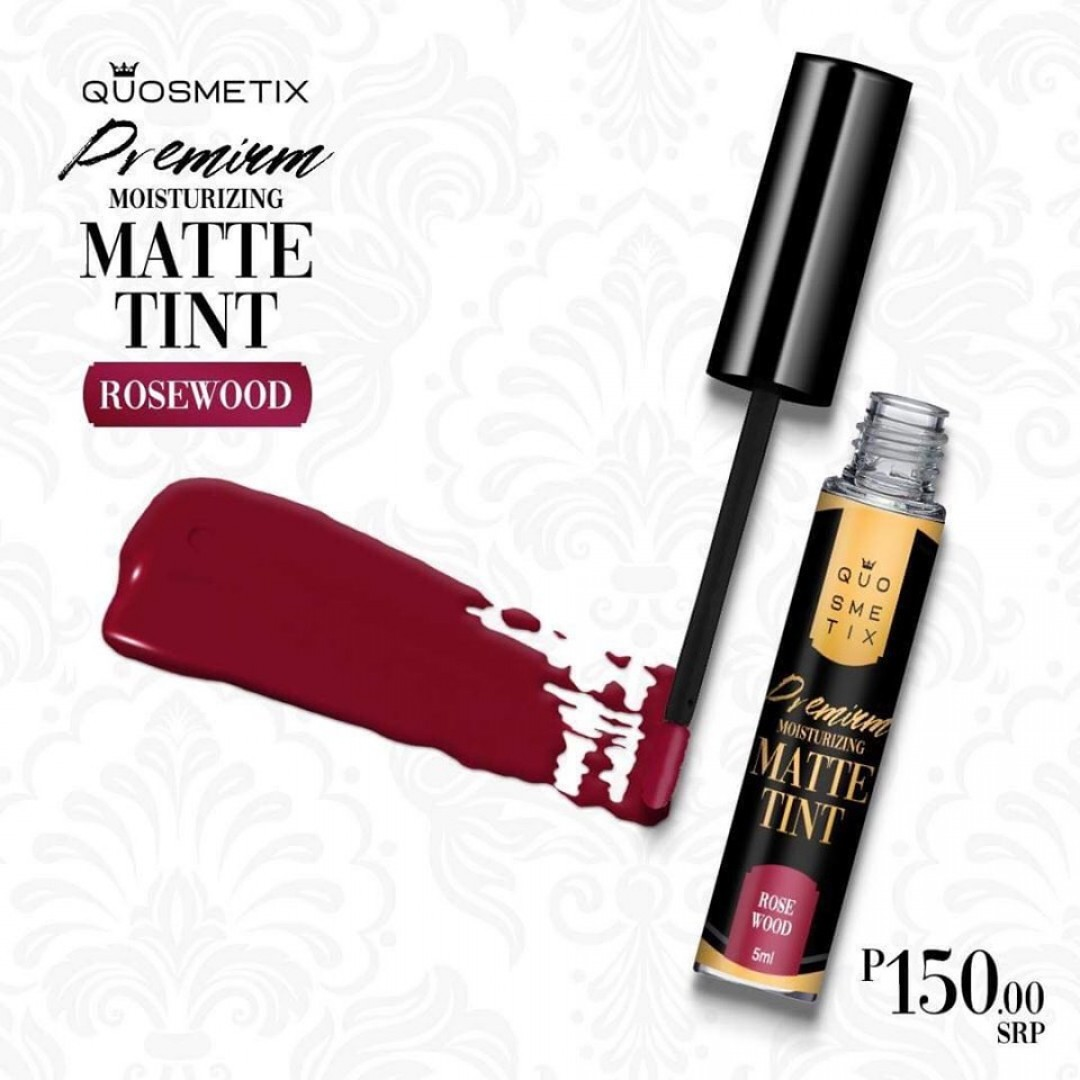 QUOSMETIX
Premium
MOISTURIZING
MATTE
TINT
ROSEWOOD
QUO
SME
TIX
Premium
MOISTURIZING
MATTE
TINT
ROSE
WOOD
5ml
P150.00
SRP